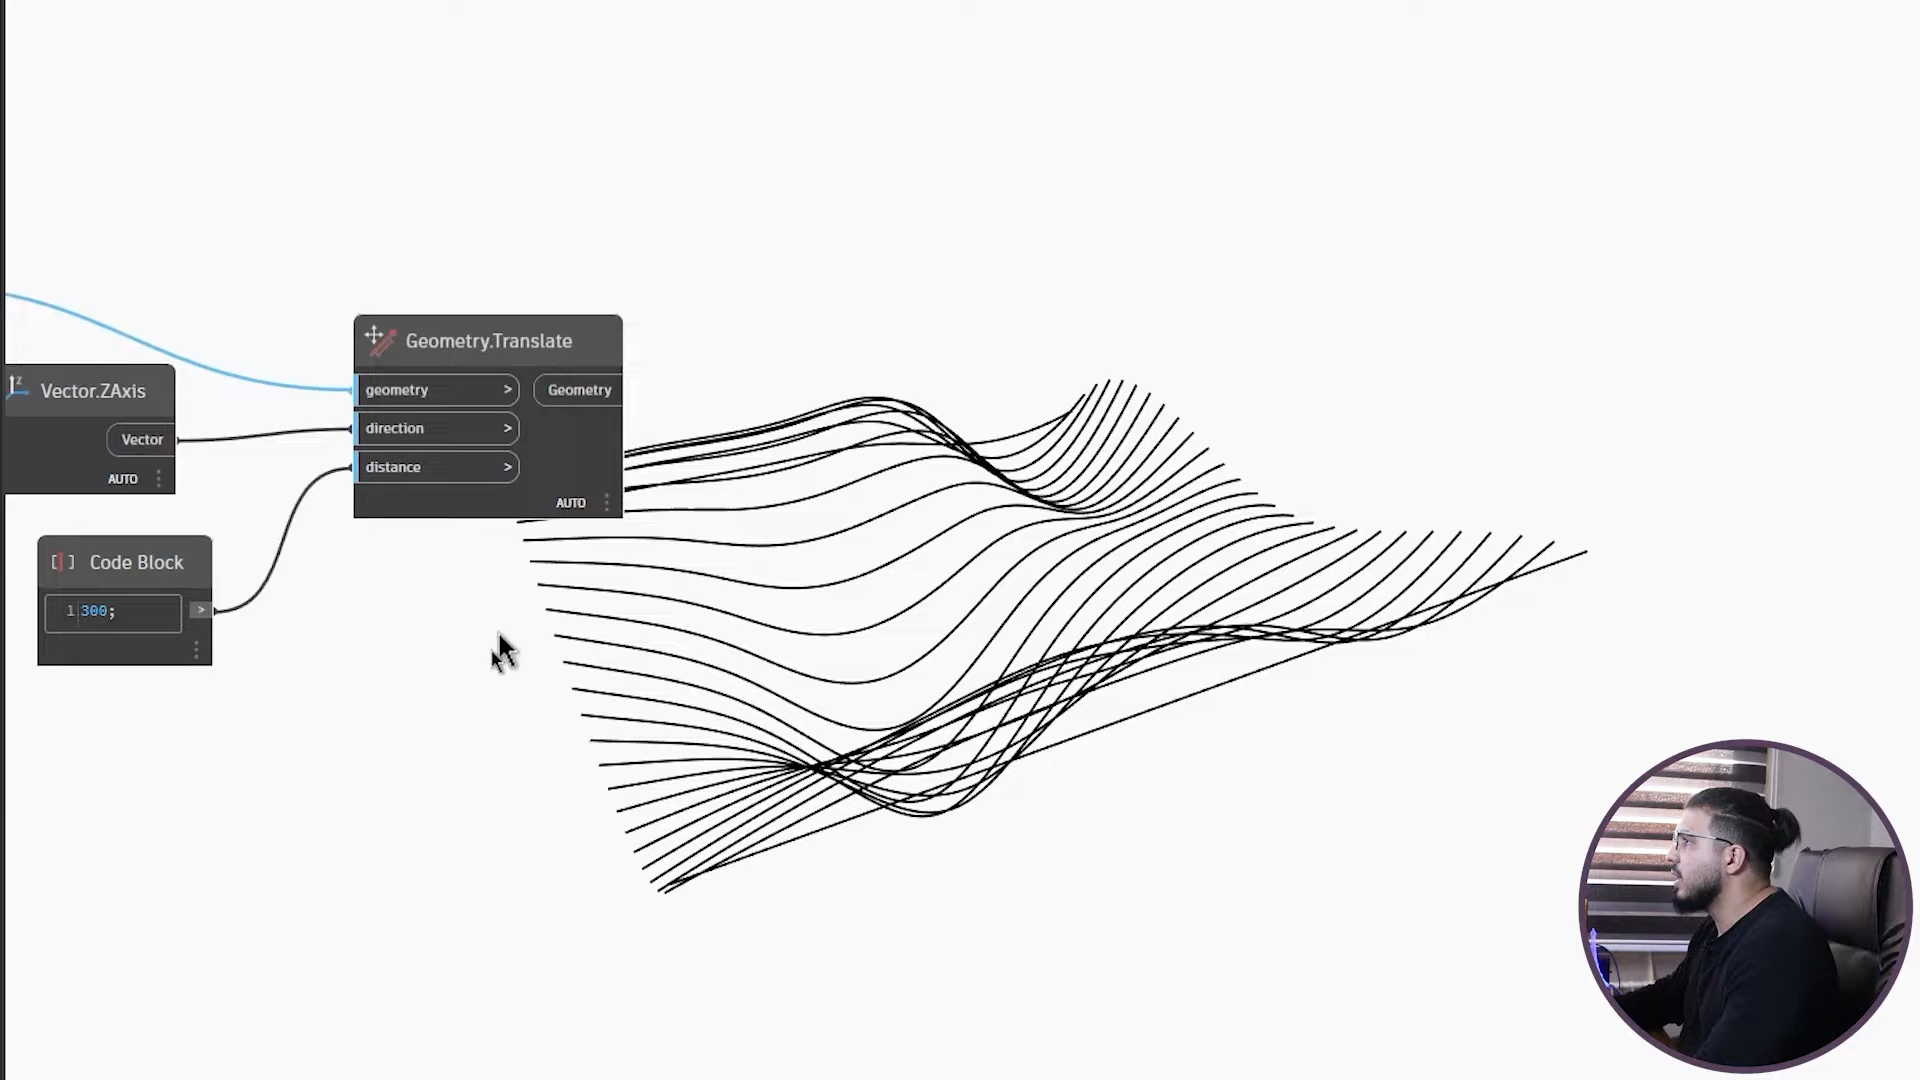 Geometry.Translate
geometry >
Geometry
direction >
distance >
AUTO
z
Vector.ZAxis
Vector
AUTO
[ ] Code Block
1 300;
>